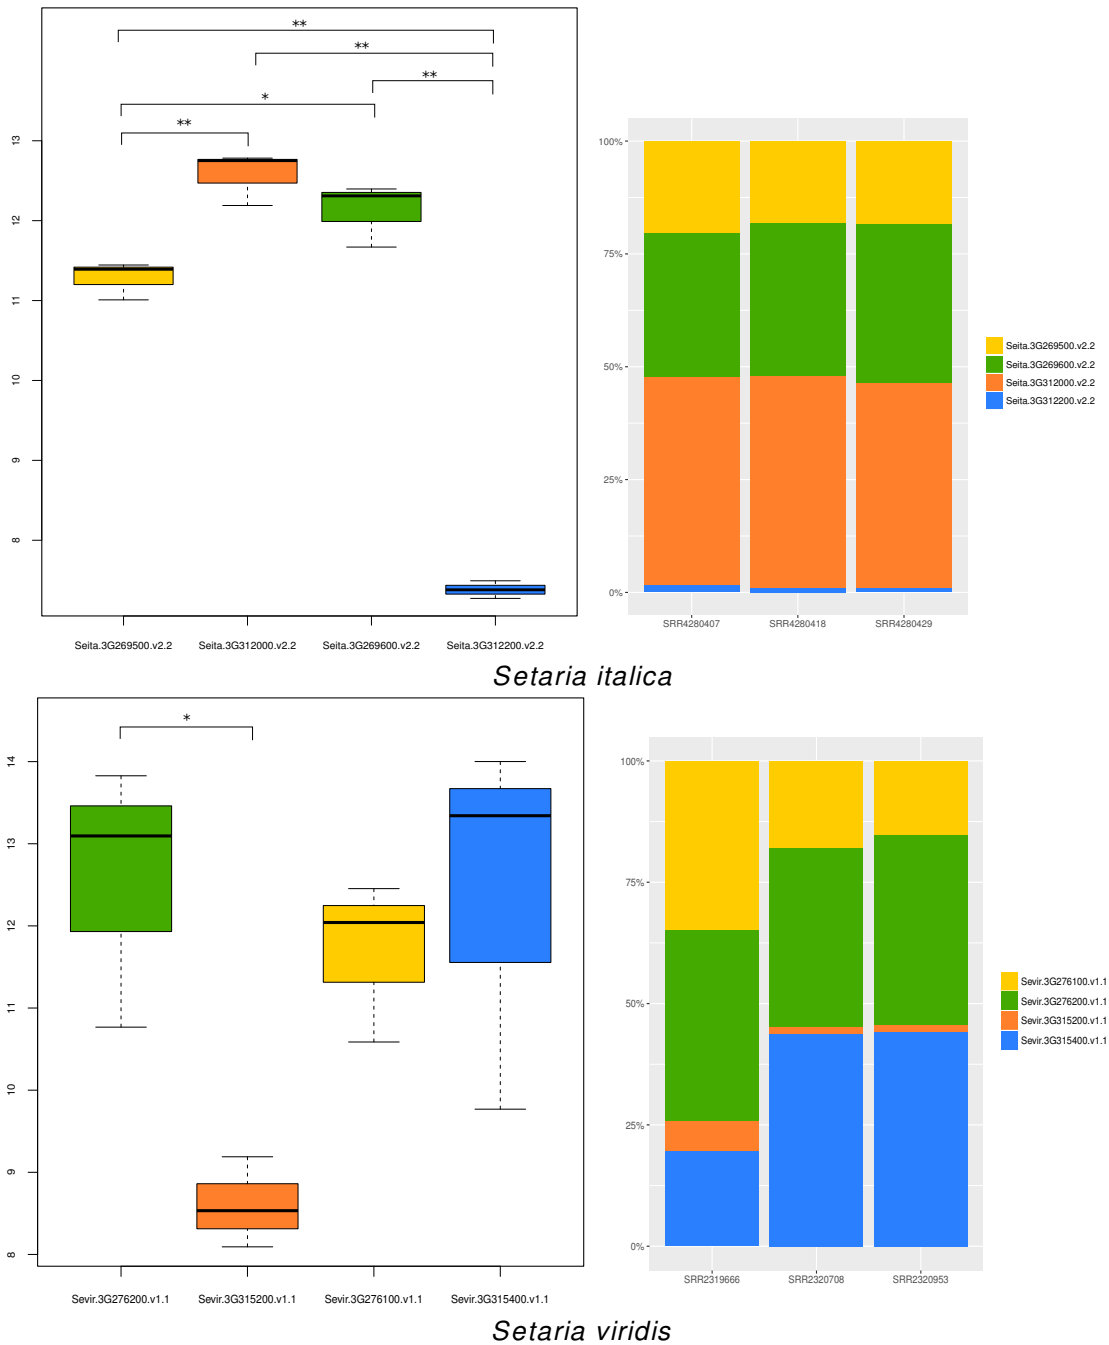 **
**
**
*
**
13
12
11
10
9
8
Seita.3G269500.v2.2 Seita.3G312000.v2.2 Seita.3G269600.v2.2 Seita.3G312200.v2.2
100%
75%
50%
25%
0%
SRR4280407 SRR4280418 SRR4280429
Seita.3G269500.v2.2
Seita.3G269600.v2.2
Seita.3G312000.v2.2
Seita.3G312200.v2.2
Setaria italica
*
14
13
12
11
10
9
8
Sevir.3G276200.v1.1 Sevir.3G315200.v1.1 Sevir.3G276100.v1.1 Sevir.3G315400.v1.1
100%
75%
50%
25%
0%
SRR2319666 SRR2320708 SRR2320953
Sevir.3G276100.v1.1
Sevir.3G276200.v1.1
Sevir.3G315200.v1.1
Sevir.3G315400.v1.1
Setaria viridis